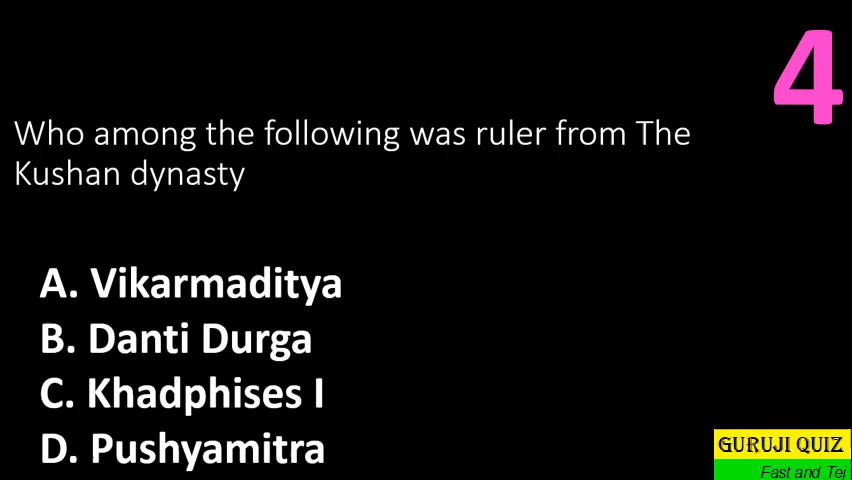 4
Who among the following was ruler from The
Kushan dynasty
A. Vikarmaditya
B. Danti Durga
C. Khadphises I
D. Pushyamitra
GURUJI QUIZ
Fast and Tej